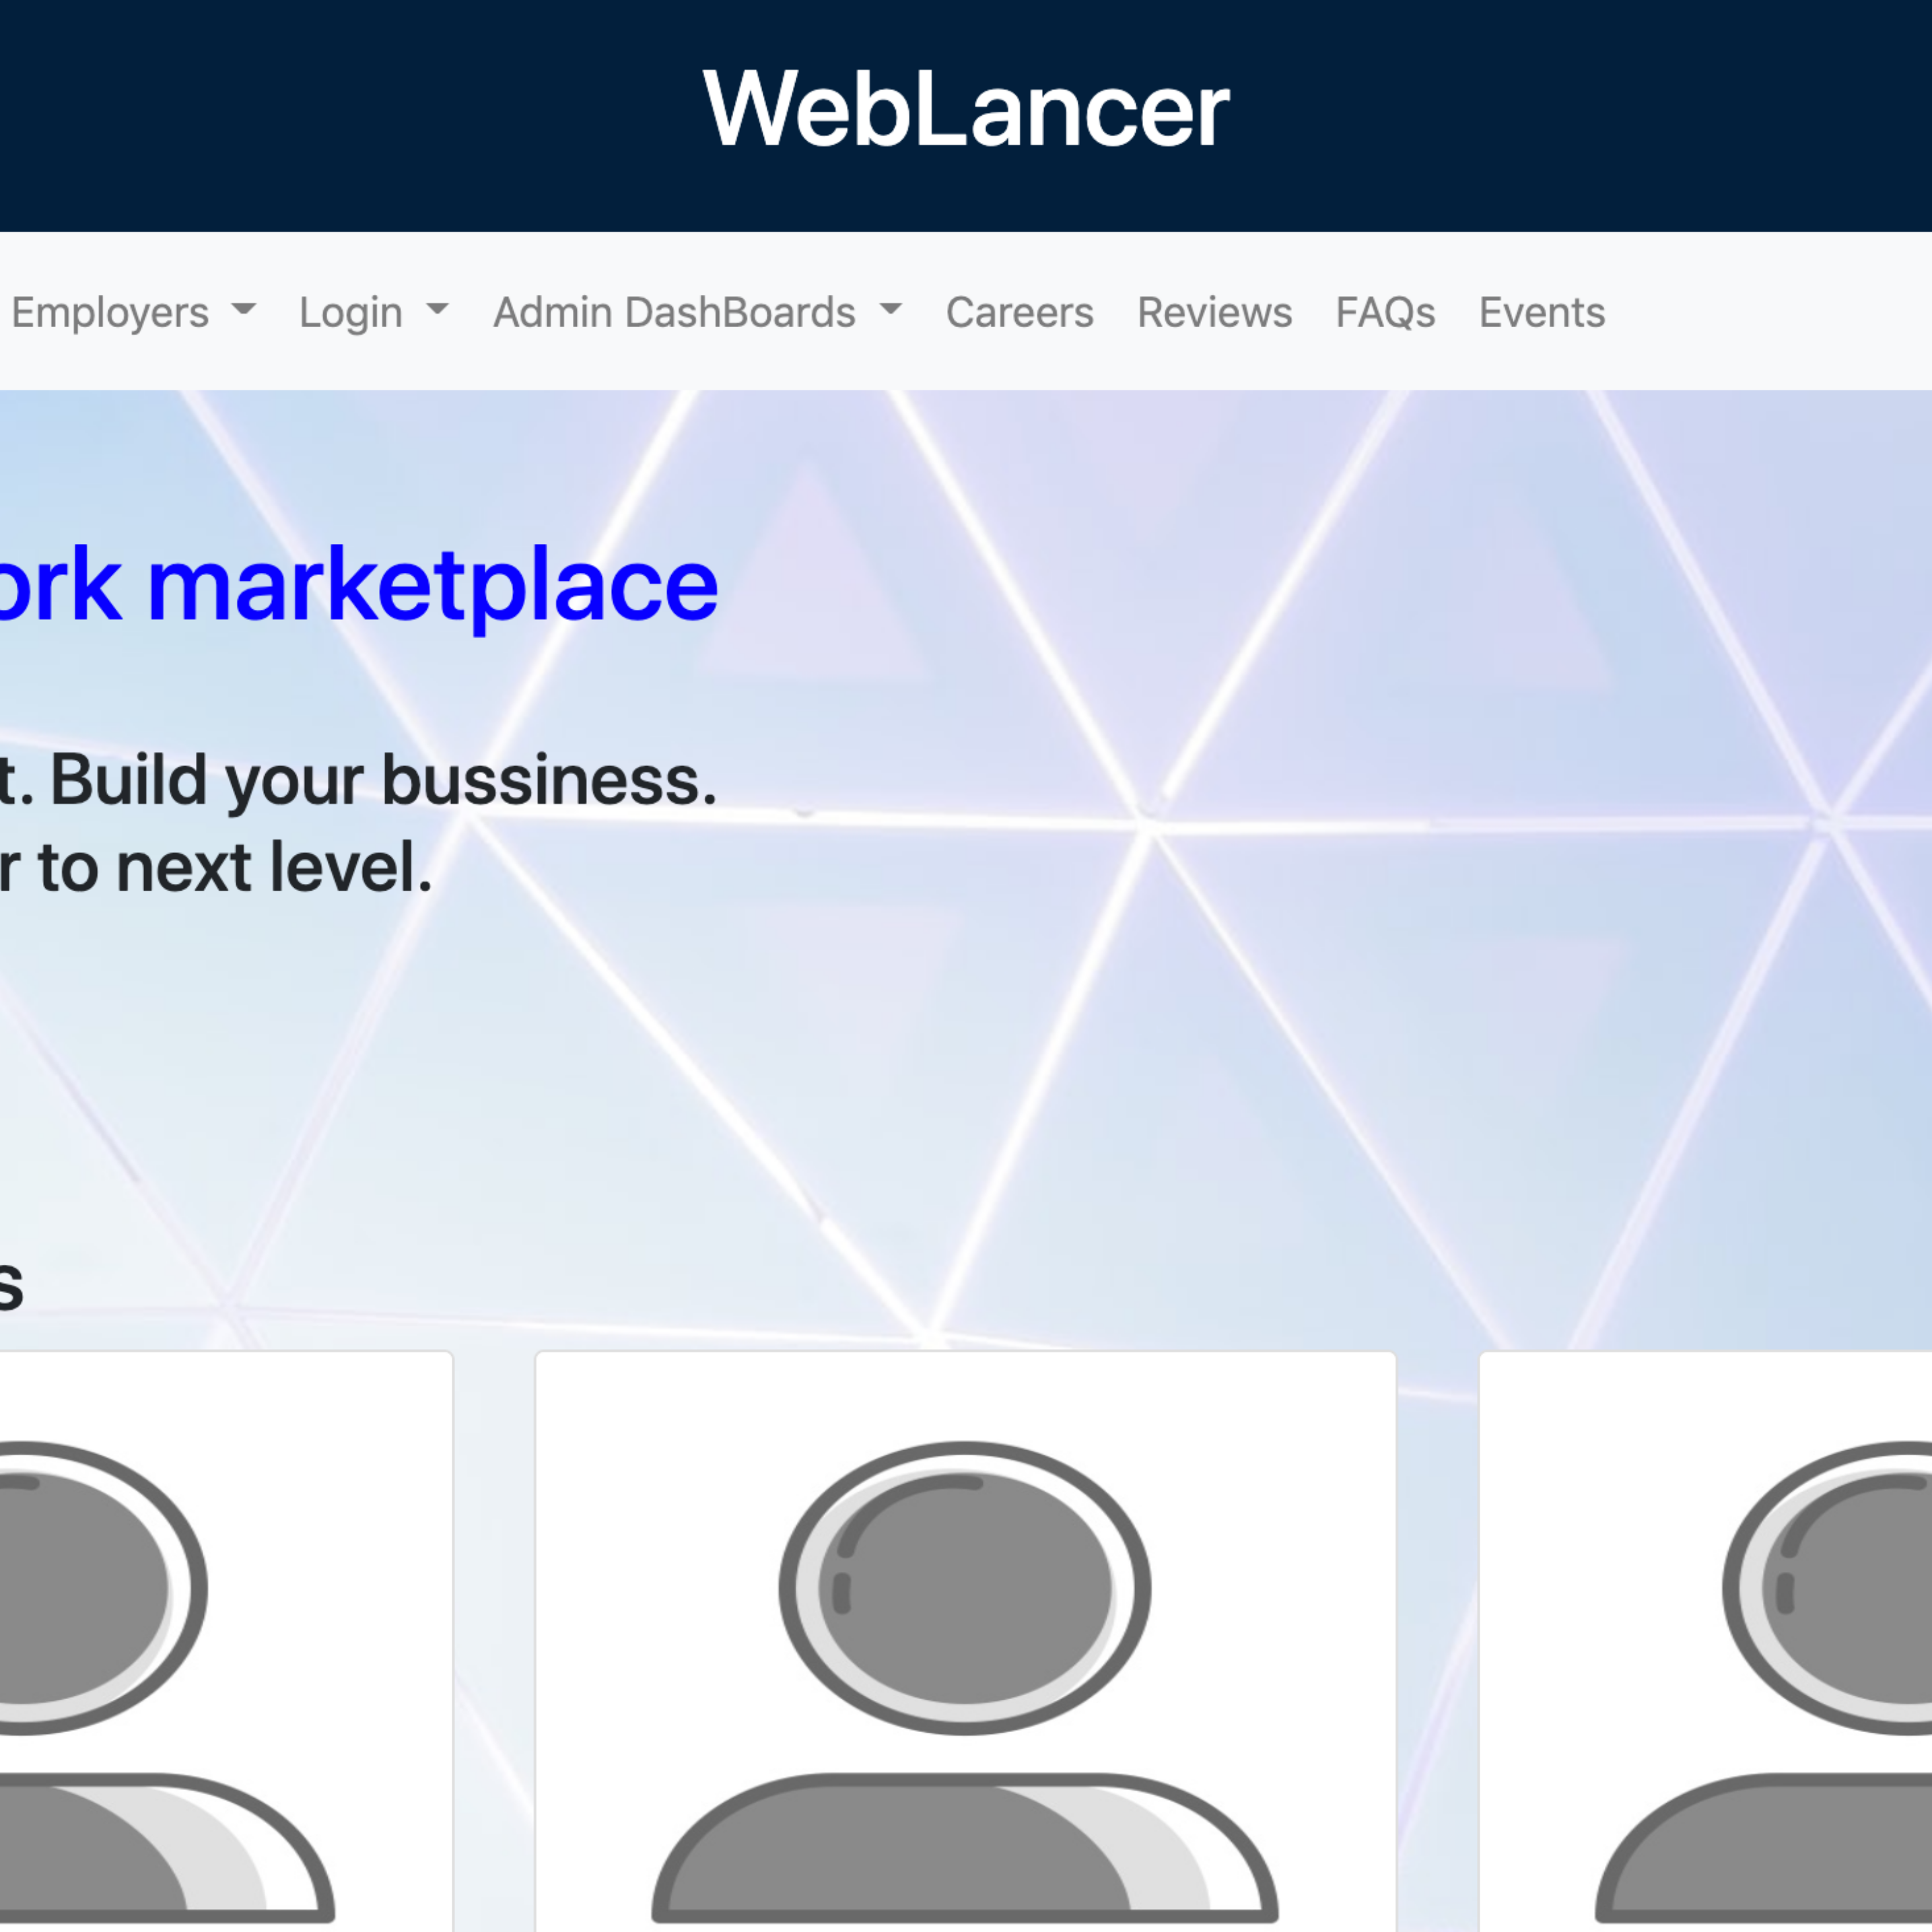 WebLancer
Employers Login Admin DashBoards Careers Reviews FAQs Events
ork marketplace
t. Build your bussiness.
r to next level.
s